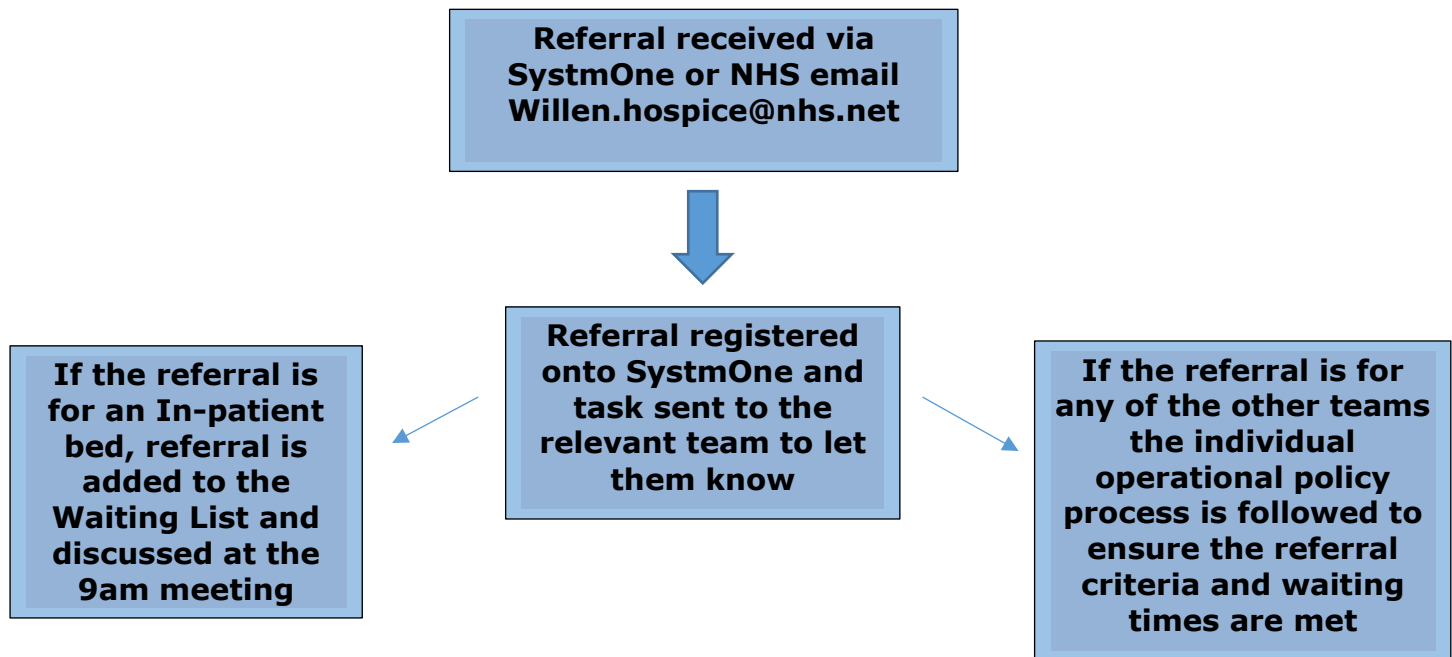 Referral received via
SystmOne or NHS email
Willen.hospice@nhs.net
Referral registered
onto SystmOne and
task sent to the
relevant team to let
them know
If the referral is
for an In-patient
bed, referral is
added to the
Waiting List and
discussed at the
9am meeting
If the referral is for
any of the other teams
the individual
operational policy
process is followed to
ensure the referral
criteria and waiting
times are met